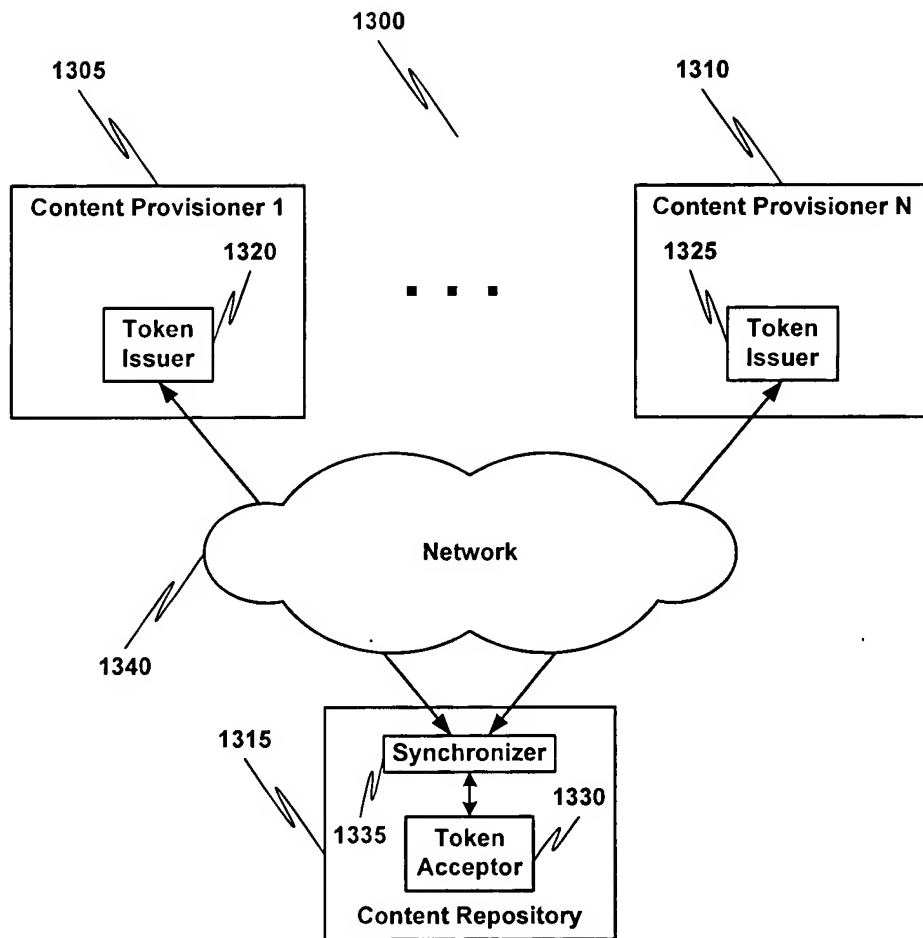 1300
1305
1310
Content Provisioner 1
Content Provisioner N
1320
1325
Token
Issuer
Token
Issuer
. . .
Network
1340
1315
Synchronizer
1335
1330
Token
Acceptor
Content Repository